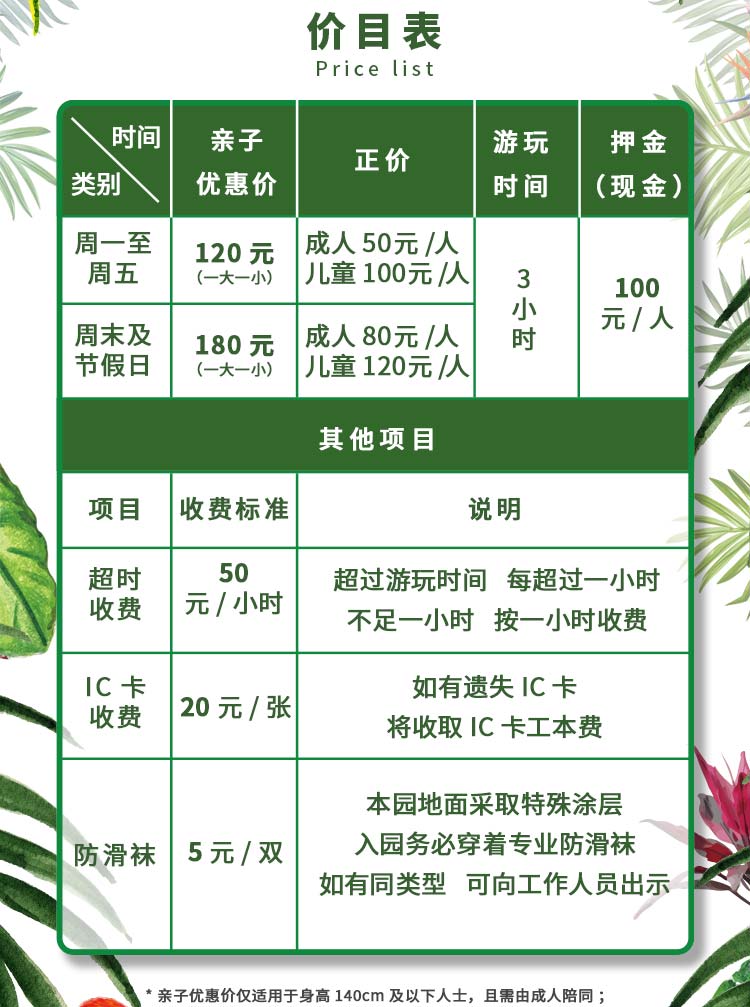 价目表
Price list
时间
类别
亲子
优惠价
正价
游玩
时间
押金
（现金）
周一至
周五
120 元
（一大一小）
成人 50元 /人
儿童 100元 /人
3
小
时
100
元 / 人
周末及
节假日
180 元
（一大一小）
成人 80元 /人
儿童 120元 /人
其他项目
项目
收费标准
说明
超时
收费
50
元 / 小时
超过游玩时间 每超过一小时
不足一小时 按一小时收费
IC 卡
收费
20 元 / 张
如有遗失 IC 卡
将收取 IC 卡工本费
防滑袜
5 元 / 双
本园地面采取特殊涂层
入园务必穿着专业防滑袜
如有同类型 可向工作人员出示
* 亲子优惠价仅适用于身高 140cm 及以下人士，且需由成人陪同；